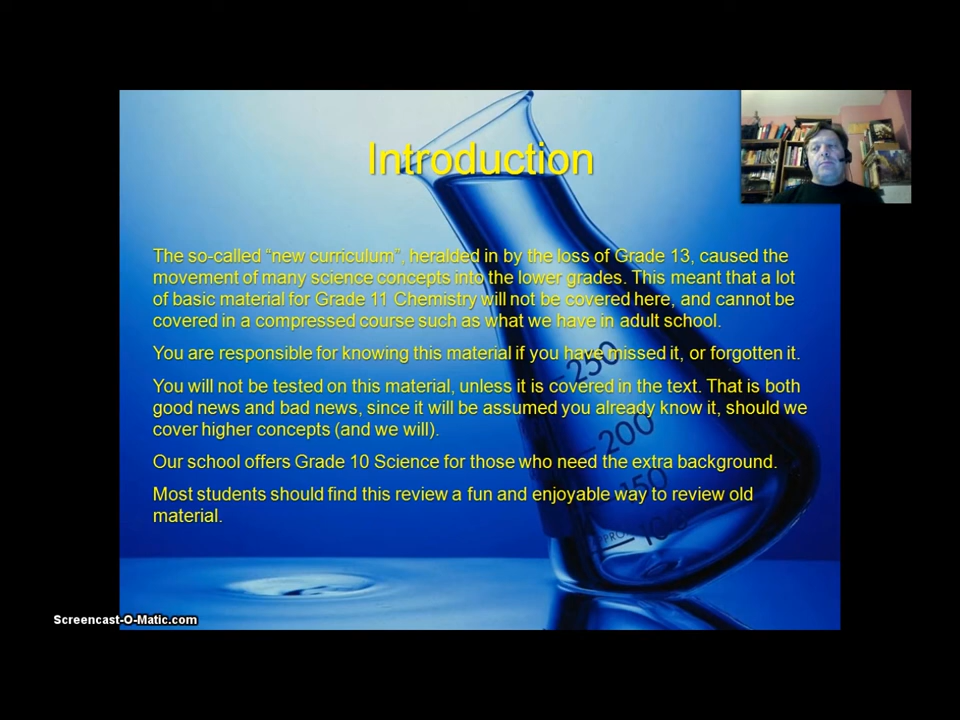 Introduction
The so-called “new curriculum”, heralded in by the loss of Grade 13, caused the
movement of many science concepts into the lower grades. This meant that a lot
of basic material for Grade 11 Chemistry will not be covered here, and cannot be
covered in a compressed course such as what we have in adult school.
You are responsible for knowing this material if you have missed it, or forgotten it.
You will not be tested on this material, unless it is covered in the text. That is both
good news and bad news, since it will be assumed you already know it, should we
cover higher concepts (and we will).
Our school offers Grade 10 Science for those who need the extra background.
Most students should find this review a fun and enjoyable way to review old
material.
250
200
150
Screencast-O-Matic.com